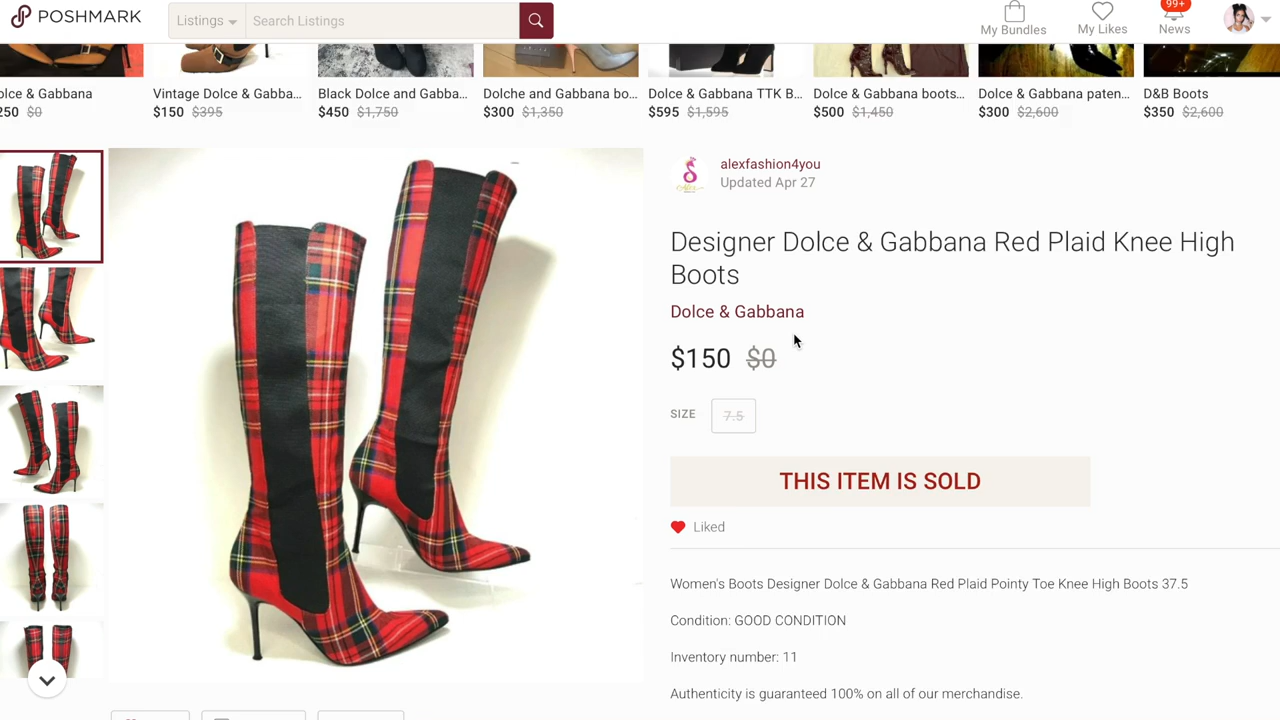 POSHMARK
Listings
Search Listings
My Bundles
My Likes
99+
News
olce & Gabbana
250 $0
Vintage Dolce & Gabba...
$150 $395
Black Dolce and Gabba...
$450 $1,750
Dolche and Gabbana bo...
$300 $1,350
Dolce & Gabbana TTK B...
$595 $1,595
Dolce & Gabbana boots...
$500 $1,450
Dolce & Gabbana paten...
$300 $2,600
D&B Boots
$350 $2,600
alexfashion4you
Updated Apr 27
Designer Dolce & Gabbana Red Plaid Knee High
Boots
Dolce & Gabbana
$150 $0
SIZE 7.5
THIS ITEM IS SOLD
Liked
Women's Boots Designer Dolce & Gabbana Red Plaid Pointy Toe Knee High Boots 37.5
Condition: GOOD CONDITION
Inventory number: 11
Authenticity is guaranteed 100% on all of our merchandise.